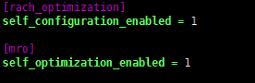 [rach_optimization]
self_configuration_enabled = 1
[mro]
self_optimization_enabled = 1